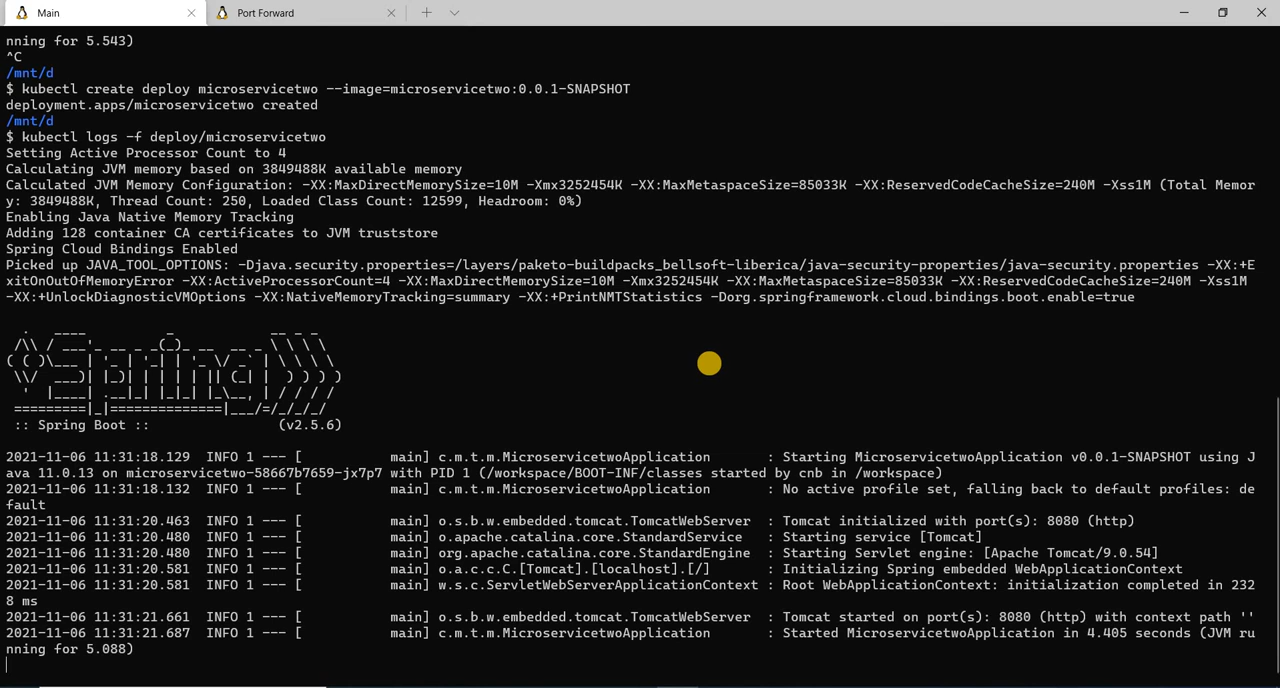 Main
Port Forward
nning for 5.543)
^C
/mnt/d
$ kubectl create deploy microservicetwo --image=microservicetwo:0.0.1-SNAPSHOT
deployment.apps/microservicetwo created
/mnt/d
$ kubectl logs -f deploy/microservicetwo
Setting Active Processor Count to 4
Calculating JVM memory based on 3849488K available memory
Calculated JVM Memory Configuration: -XX:MaxDirectMemorySize=10M -Xmx3252454K -XX:MaxMetaspaceSize=85033K -XX:ReservedCodeCacheSize=240M -Xss1M (Total Memor
y: 3849488K, Thread Count: 250, Loaded Class Count: 12599, Headroom: 0%)
Enabling Java Native Memory Tracking
Adding 128 container CA certificates to JVM truststore
Spring Cloud Bindings Enabled
Picked up JAVA_TOOL_OPTIONS: -Djava.security.properties=/layers/paketo-buildpacks_bellsoft-liberica/java-security-properties/java-security.properties -XX:+E
xitOnOutOfMemoryError -XX:ActiveProcessorCount=4 -XX:MaxDirectMemorySize=10M -Xmx3252454K -XX:MaxMetaspaceSize=85033K -XX:ReservedCodeCacheSize=240M -Xss1M
-XX:+UnlockDiagnosticVMOptions -XX:NativeMemoryTracking=summary -XX:+PrintNMTStatistics -Dorg.springframework.cloud.bindings.boot.enable=true
Spring
:: Spring Boot :: (v2.5.6)
2021-11-06 11:31:18.129 INFO 1 --- [ main] c.m.t.m.MicroservicetwoApplication : Starting MicroservicetwoApplication v0.0.1-SNAPSHOT using J
ava 11.0.13 on microservicetwo-58667b7659-jx7p7 with PID 1 (/workspace/BOOT-INF/classes started by cnb in /workspace)
2021-11-06 11:31:18.132 INFO 1 --- [ main] c.m.t.m.MicroservicetwoApplication : No active profile set, falling back to default profiles: de
fault
2021-11-06 11:31:20.463 INFO 1 --- [ main] o.s.b.w.embedded.tomcat.TomcatWebServer : Tomcat initialized with port(s): 8080 (http)
2021-11-06 11:31:20.480 INFO 1 --- [ main] o.apache.catalina.core.StandardService : Starting service [Tomcat]
2021-11-06 11:31:20.480 INFO 1 --- [ main] org.apache.catalina.core.StandardEngine : Starting Servlet engine: [Apache Tomcat/9.0.54]
2021-11-06 11:31:20.581 INFO 1 --- [ main] o.a.c.c.C.[Tomcat].[localhost].[/] : Initializing Spring embedded WebApplicationContext
2021-11-06 11:31:20.581 INFO 1 --- [ main] w.s.c.ServletWebServerApplicationContext : Root WebApplicationContext: initialization completed in 232
8 ms
2021-11-06 11:31:21.661 INFO 1 --- [ main] o.s.b.w.embedded.tomcat.TomcatWebServer : Tomcat started on port(s): 8080 (http) with context path ''
2021-11-06 11:31:21.687 INFO 1 --- [ main] c.m.t.m.MicroservicetwoApplication : Started MicroservicetwoApplication in 4.405 seconds (JVM ru
nning for 5.088)